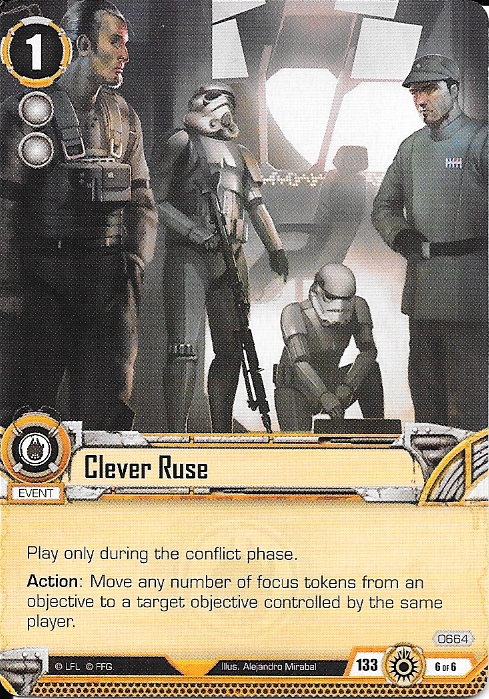 1
Clever Ruse
EVENT
Play only during the conflict phase.
Action: Move any number of focus tokens from an
objective to a target objective controlled by the same
player.
0664
© LFL © FFG
Illus. Alejandro Mirabal
133
6 OF 6